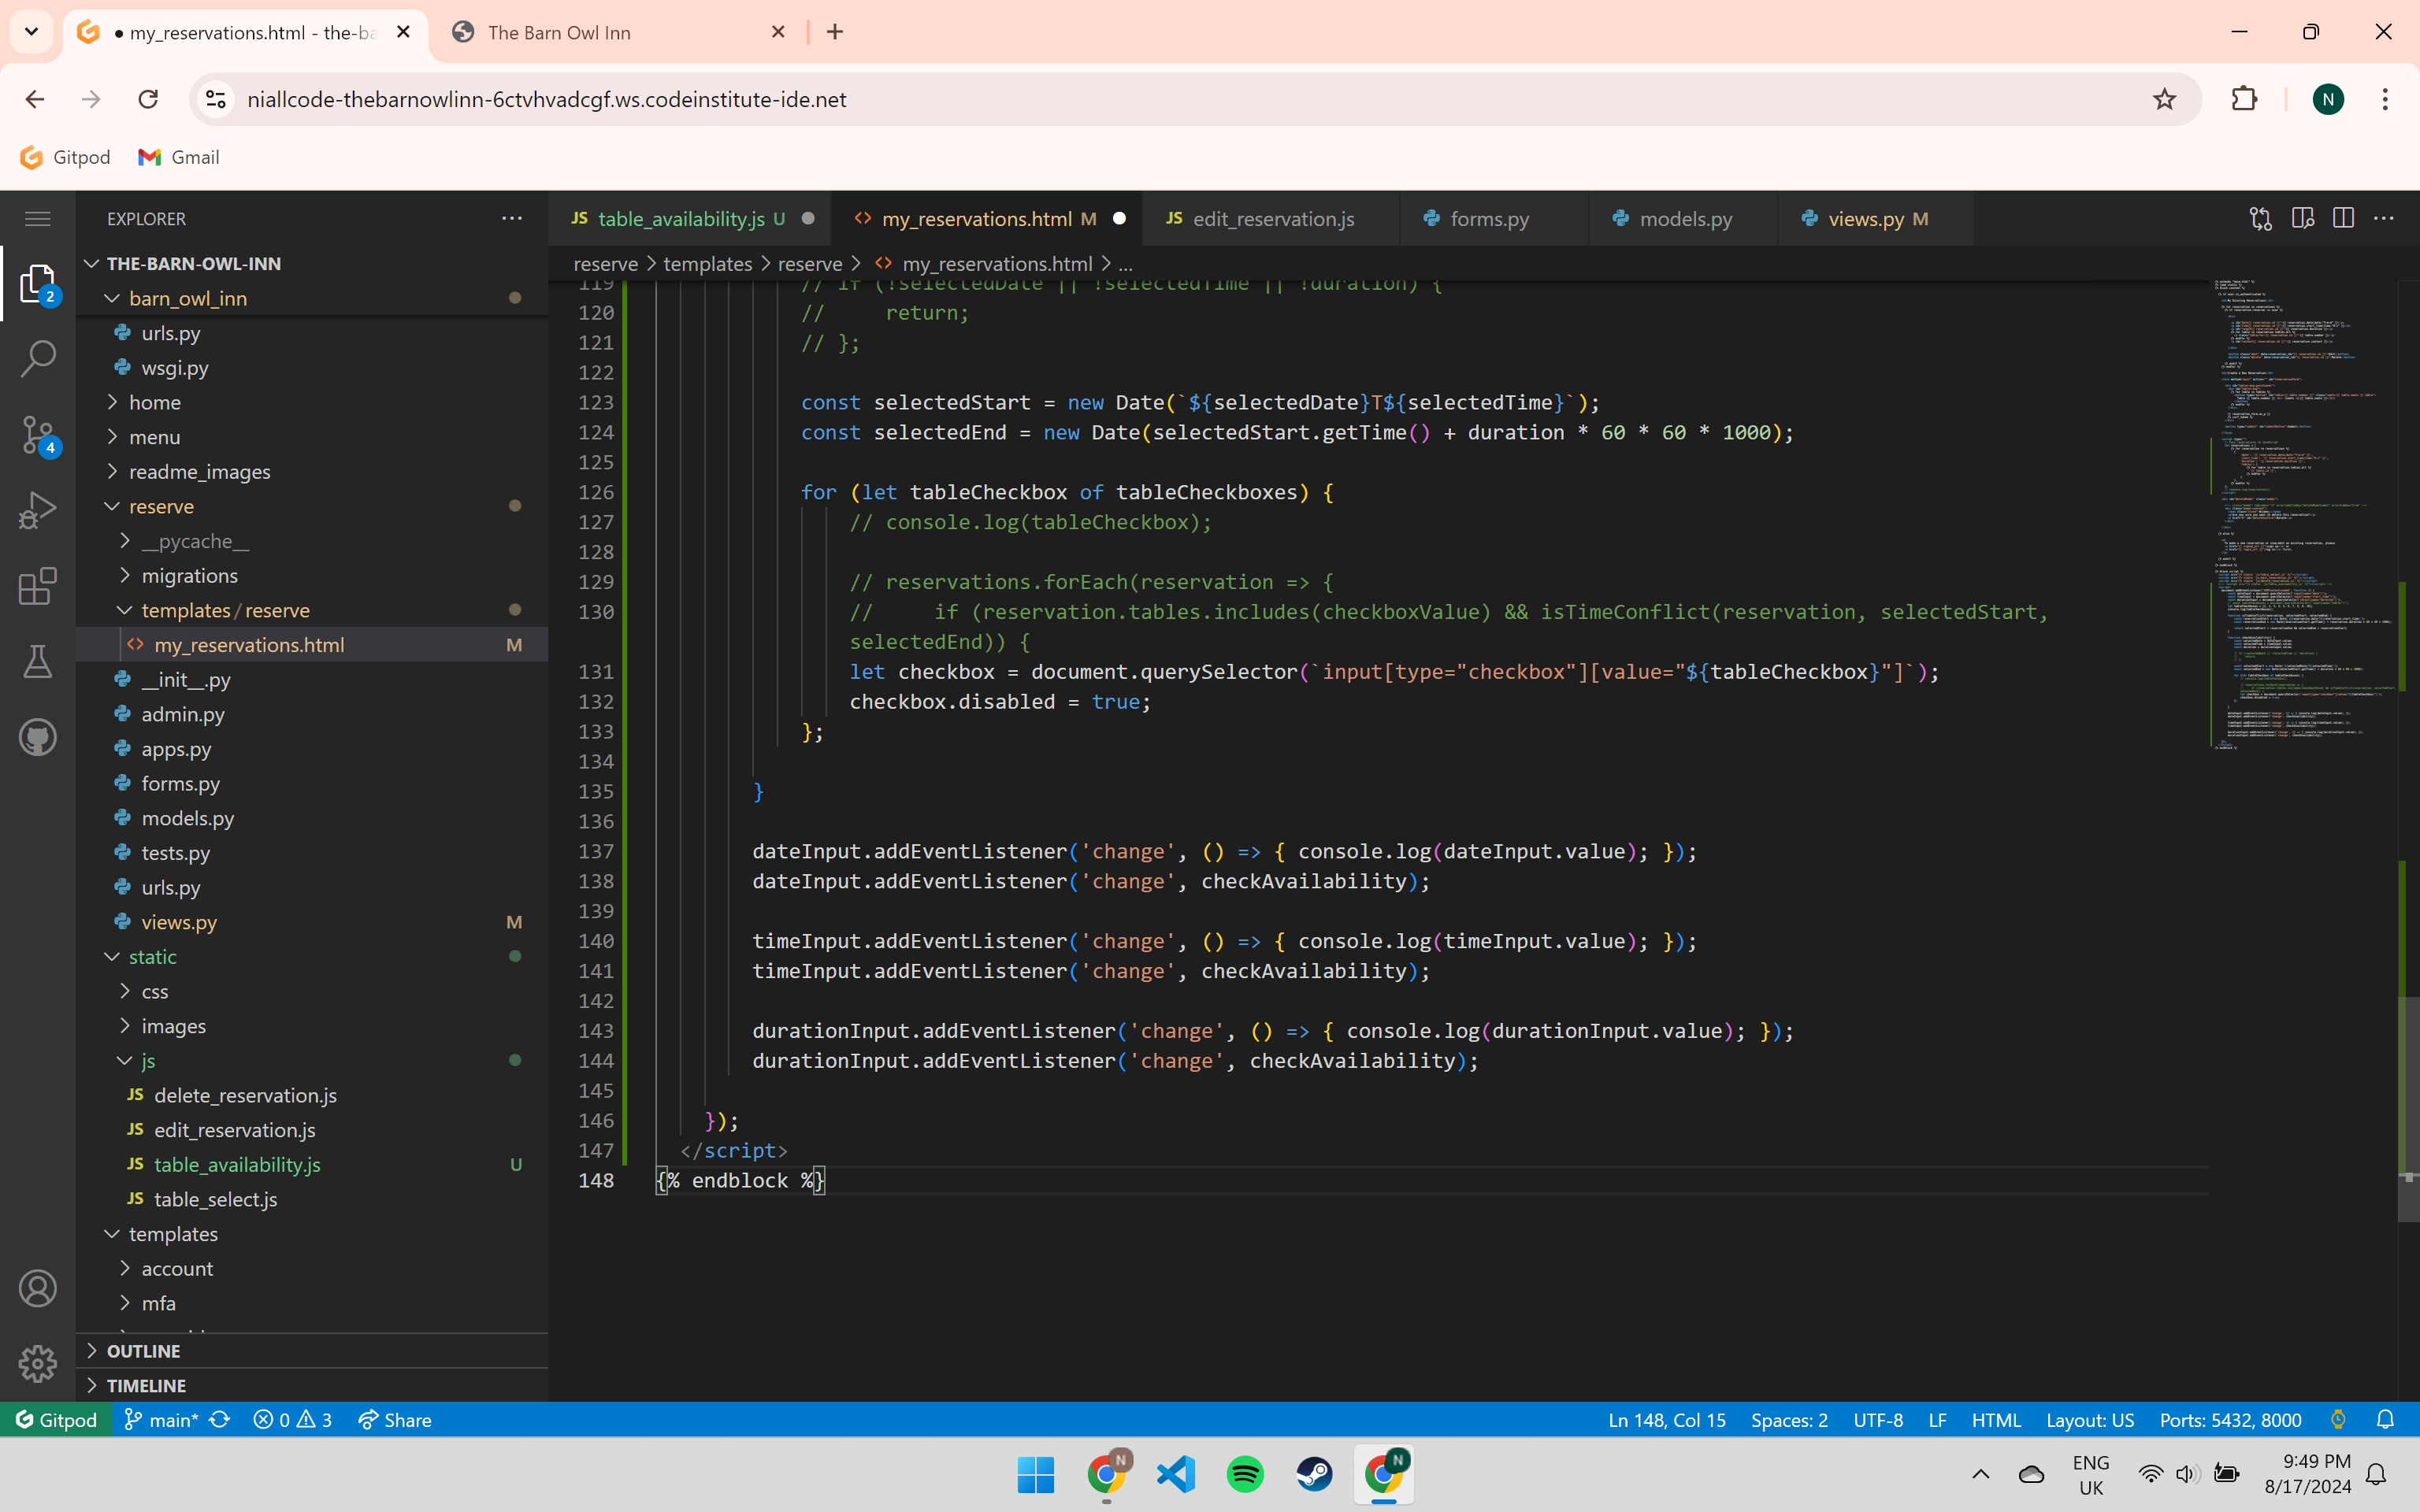 my_reservations.html - the-ba
The Barn Owl Inn
niallcode-thebarnowlinn-6ctvhvadcgf.ws.codeinstitute-ide.net
N
Gitpod
Gmail
EXPLORER
THE-BARN-OWL-INN
barn_owl_inn
urls.py
wsgi.py
home
menu
readme_images
reserve
__pycache__
migrations
templates/reserve
my_reservations.html M
__init__.py
admin.py
apps.py
forms.py
models.py
tests.py
urls.py
views.py M
static
css
images
js
JS delete_reservation.js
JS edit_reservation.js
JS table_availability.js U
JS table_select.js
templates
account
mfa
OUTLINE
TIMELINE
2
4
JS table_availability.js U
my_reservations.html M
JS edit_reservation.js
forms.py
models.py
views.py M
reserve > templates > reserve > my_reservations.html > ...
119 // if (!selectedDate || !selectedTime || !duration) {
120 //     return;
121 // };
122
123 const selectedStart = new Date(`${selectedDate}T${selectedTime}`);
124 const selectedEnd = new Date(selectedStart.getTime() + duration * 60 * 60 * 1000);
125
126 for (let tableCheckbox of tableCheckboxes) {
127 // console.log(tableCheckbox);
128
129 // reservations.forEach(reservation => {
130 //     if (reservation.tables.includes(checkboxValue) && isTimeConflict(reservation, selectedStart,
selectedEnd)) {
131 let checkbox = document.querySelector(`input[type="checkbox"][value="${tableCheckbox}"]`);
132 checkbox.disabled = true;
133 };
134
135 }
136
137 dateInput.addEventListener('change', () => { console.log(dateInput.value); });
138 dateInput.addEventListener('change', checkAvailability);
139
140 timeInput.addEventListener('change', () => { console.log(timeInput.value); });
141 timeInput.addEventListener('change', checkAvailability);
142
143 durationInput.addEventListener('change', () => { console.log(durationInput.value); });
144 durationInput.addEventListener('change', checkAvailability);
145
146 });
147 </script>
148 {% endblock %}
Gitpod main* 0 3 Share
Ln 148, Col 15 Spaces: 2 UTF-8 LF HTML Layout: US Ports: 5432, 8000
N
N
ENG
UK
9:49 PM
8/17/2024